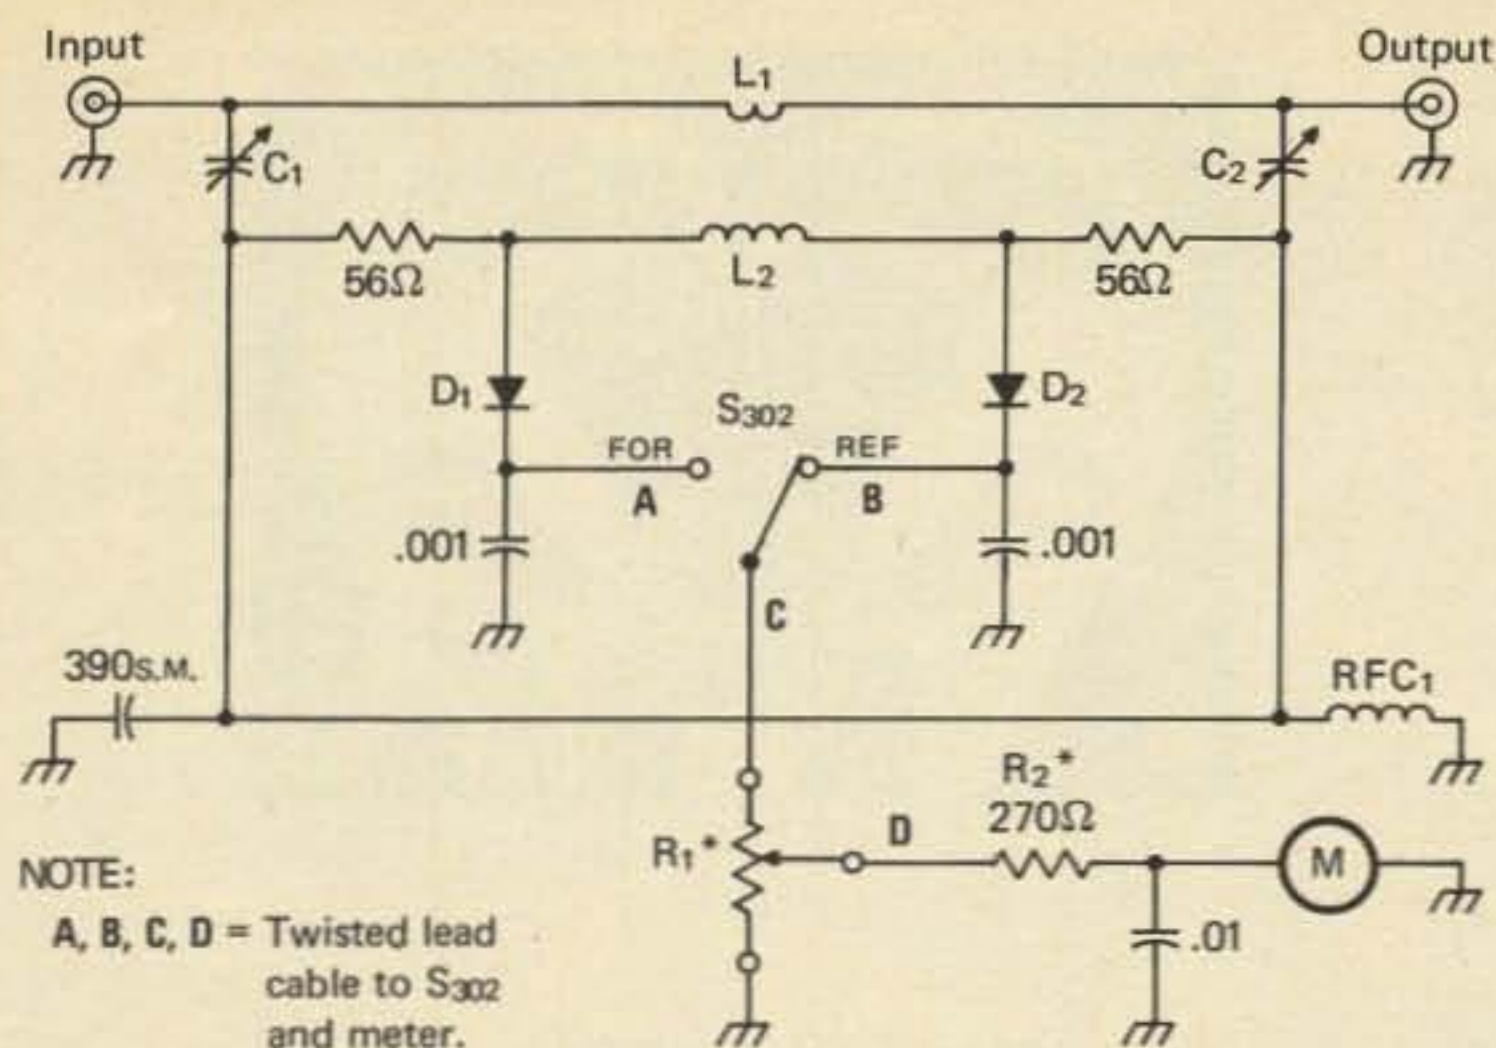 Input
Output
L1
C1
C2
56Ω
L2
56Ω
D1
S302
D2
FOR
REF
A
B
.001
.001
C
390S.M.
RFC1
R2*
270Ω
R1*
D
M
.01
NOTE:
A, B, C, D = Twisted lead
cable to S302
and meter.